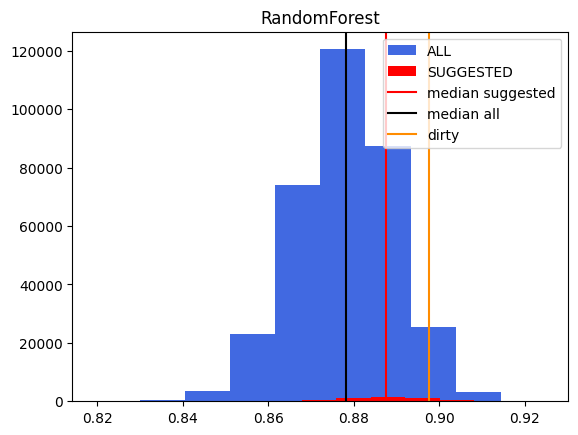 RandomForest
ALL
SUGGESTED
median suggested
median all
dirty
120000
100000
80000
60000
40000
20000
0
0.82 0.84 0.86 0.88 0.90 0.92